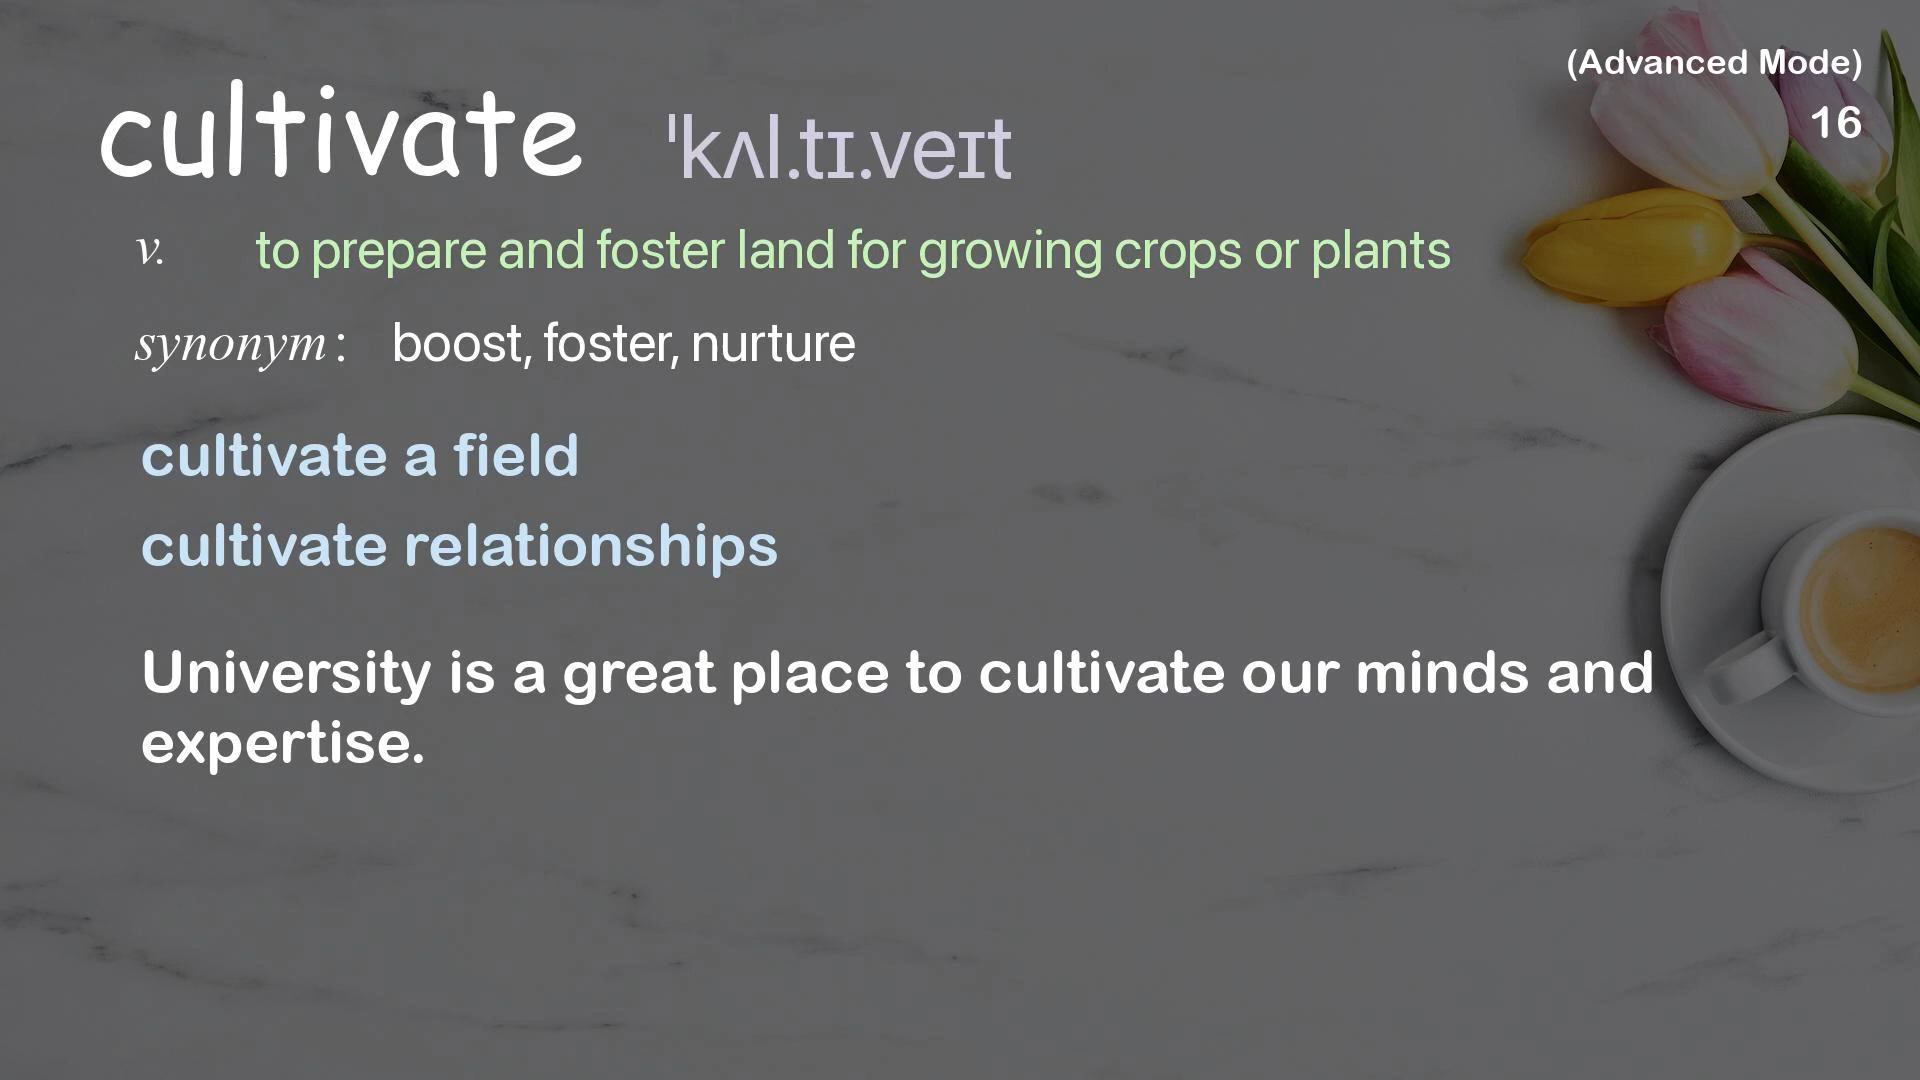 (Advanced Mode)
16
cultivate ˈkʌl.tɪ.veɪt
v. to prepare and foster land for growing crops or plants
synonym : boost, foster, nurture
cultivate a field
cultivate relationships
University is a great place to cultivate our minds and
expertise.